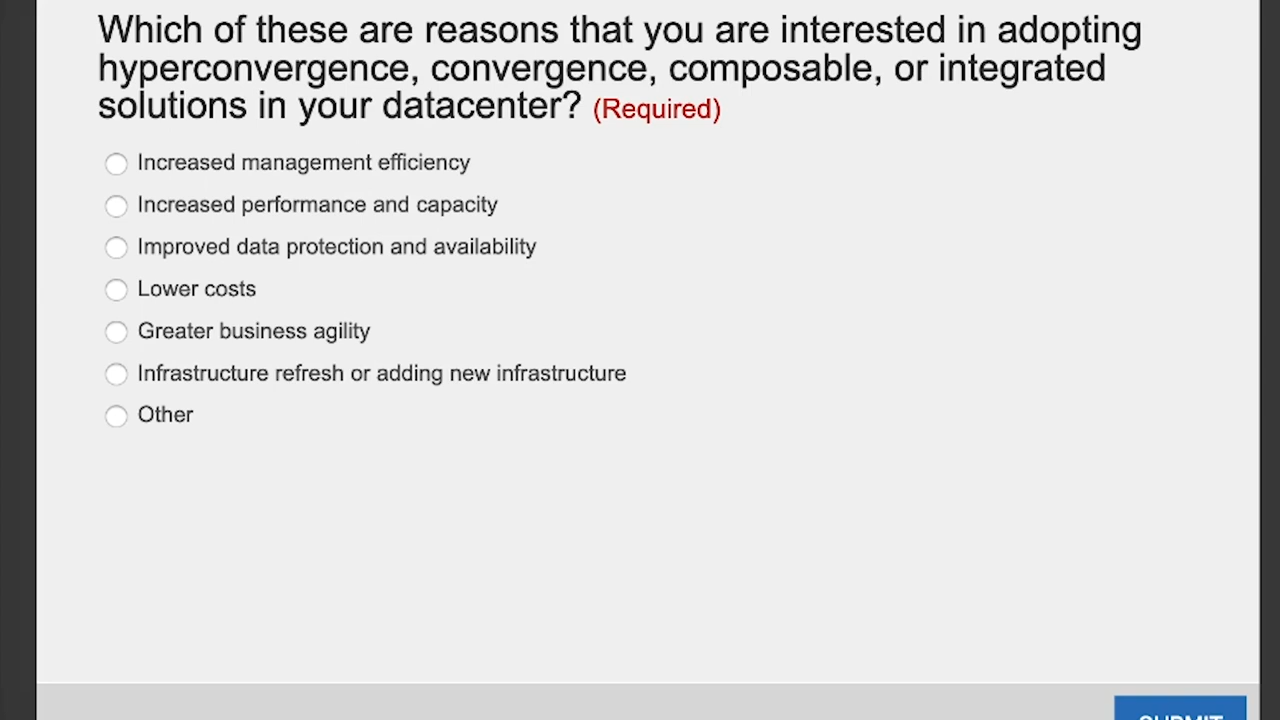 Which of these are reasons that you are interested in adopting
hyperconvergence, convergence, composable, or integrated
solutions in your datacenter? (Required)
Increased management efficiency
Increased performance and capacity
Improved data protection and availability
Lower costs
Greater business agility
Infrastructure refresh or adding new infrastructure
Other
SUBMIT